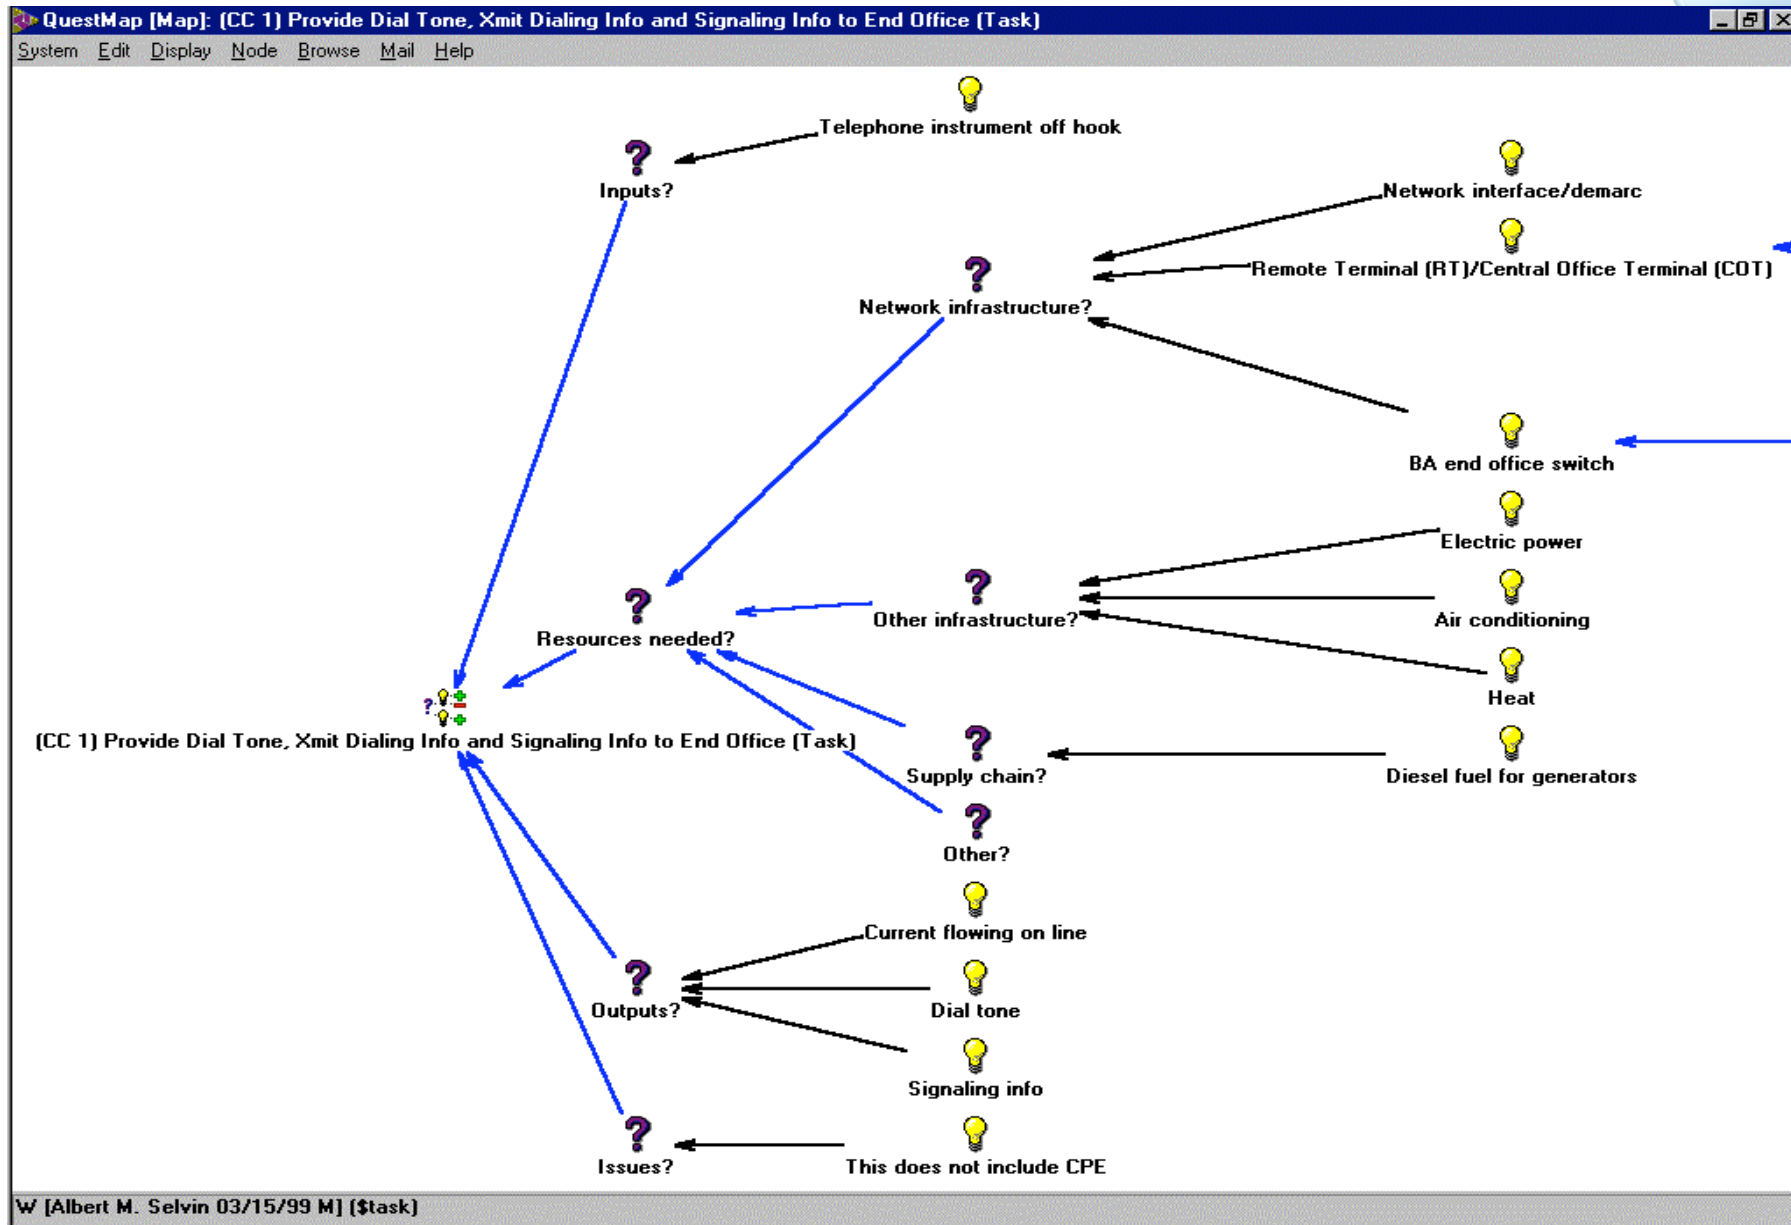 QuestMap [Map]: (CC 1) Provide Dial Tone, Xmit Dialing Info and Signaling Info to End Office (Task)
System Edit Display Node Browse Mail Help
Telephone instrument off hook
Inputs?
Network interface/demarc
Remote Terminal (RT)/Central Office Terminal (COT)
Network infrastructure?
BA end office switch
Electric power
Other infrastructure?
Air conditioning
Resources needed?
Heat
(CC 1) Provide Dial Tone, Xmit Dialing Info and Signaling Info to End Office (Task)
Supply chain?
Diesel fuel for generators
Other?
Current flowing on line
Outputs?
Dial tone
Signaling info
Issues?
This does not include CPE
W [Albert M. Selvin 03/15/99 M] ($task)